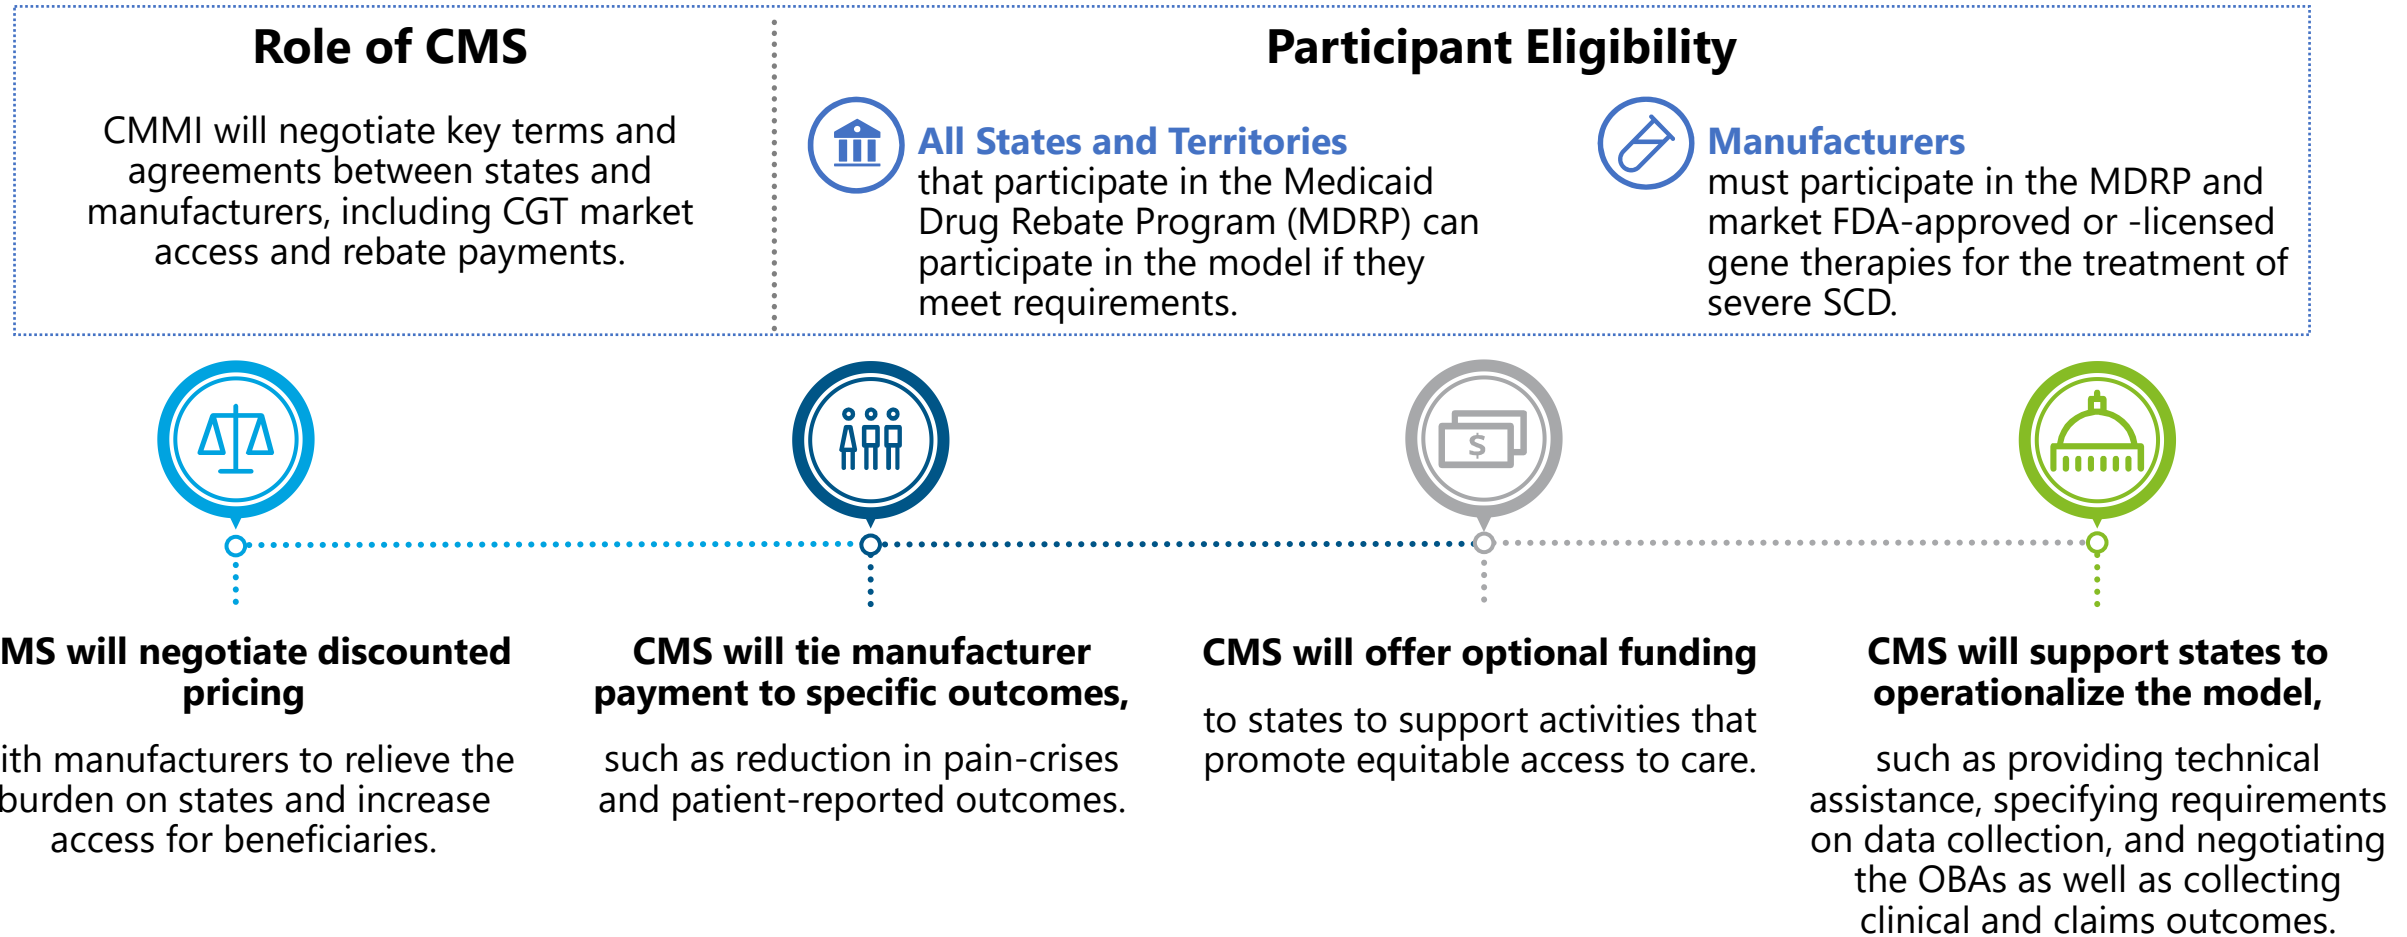 Role of CMS
CMMI will negotiate key terms and
agreements between states and
manufacturers, including CGT market
access and rebate payments.
Participant Eligibility
All States and Territories
that participate in the Medicaid
Drug Rebate Program (MDRP) can
participate in the model if they
meet requirements.
Manufacturers
must participate in the MDRP and
market FDA-approved or -licensed
gene therapies for the treatment of
severe SCD.
$
MS will negotiate discounted
pricing
ith manufacturers to relieve the
burden on states and increase
access for beneficiaries.
CMS will tie manufacturer
payment to specific outcomes,
such as reduction in pain-crises
and patient-reported outcomes.
CMS will offer optional funding
to states to support activities that
promote equitable access to care.
CMS will support states to
operationalize the model,
such as providing technical
assistance, specifying requirements
on data collection, and negotiating
the OBAs as well as collecting
clinical and claims outcomes.